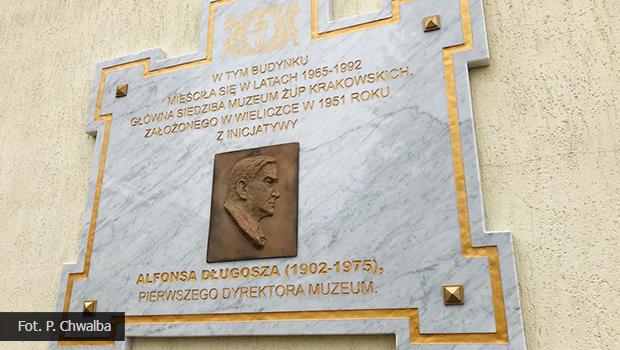 W TYM BUDYNKU
MIEŚCIŁA SIĘ W LATACH 1965-1992
GŁÓWNA SIEDZIBA MUZEUM ŻUP KRAKOWSKICH,
ZAŁOŻONEGO W WIELICZCE W 1951 ROKU
Z INICJATYWY
ALFONSA DŁUGOSZA (1902-1975),
PIERWSZEGO DYREKTORA MUZEUM.
Fot. P. Chwalba